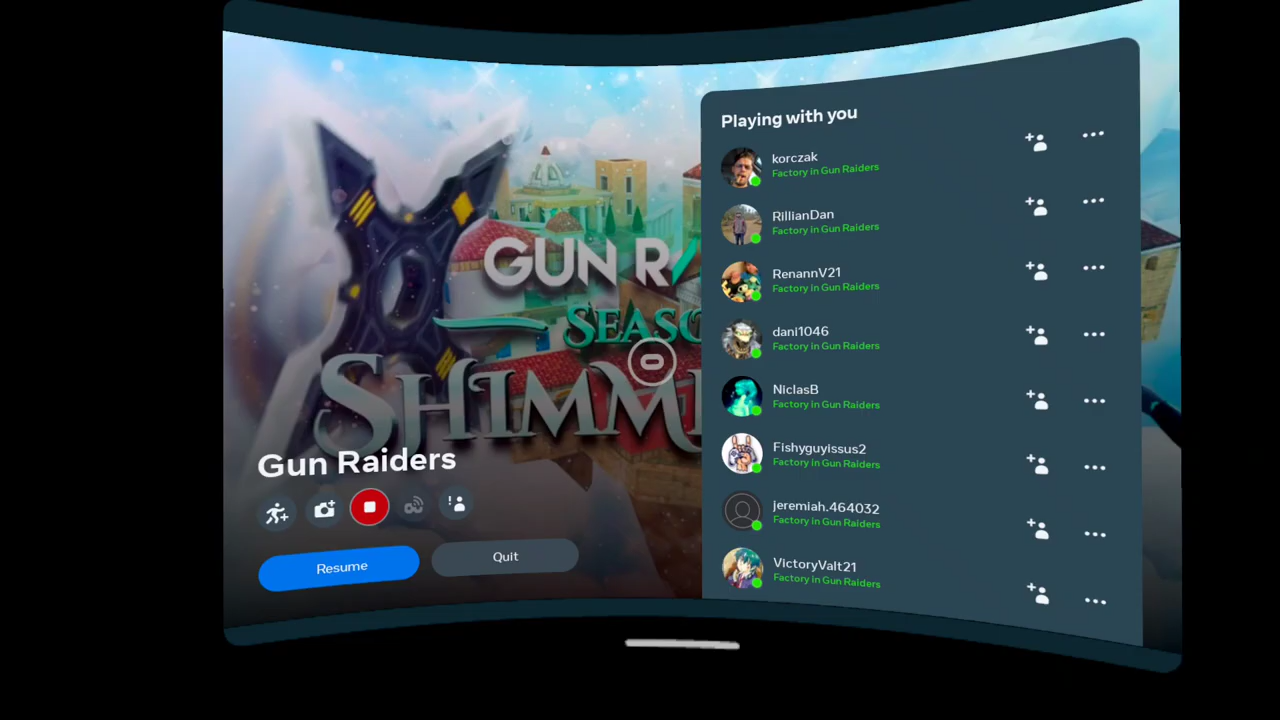 Playing with you
korczak
Factory in Gun Raiders
RillianDan
Factory in Gun Raiders
RenannV21
Factory in Gun Raiders
dani1046
Factory in Gun Raiders
NiclasB
Factory in Gun Raiders
Fishyguyissus2
Factory in Gun Raiders
jeremiah.464032
Factory in Gun Raiders
VictoryValt21
Factory in Gun Raiders
GUN RA
SEASO
SHIMM
Gun Raiders
Resume
Quit